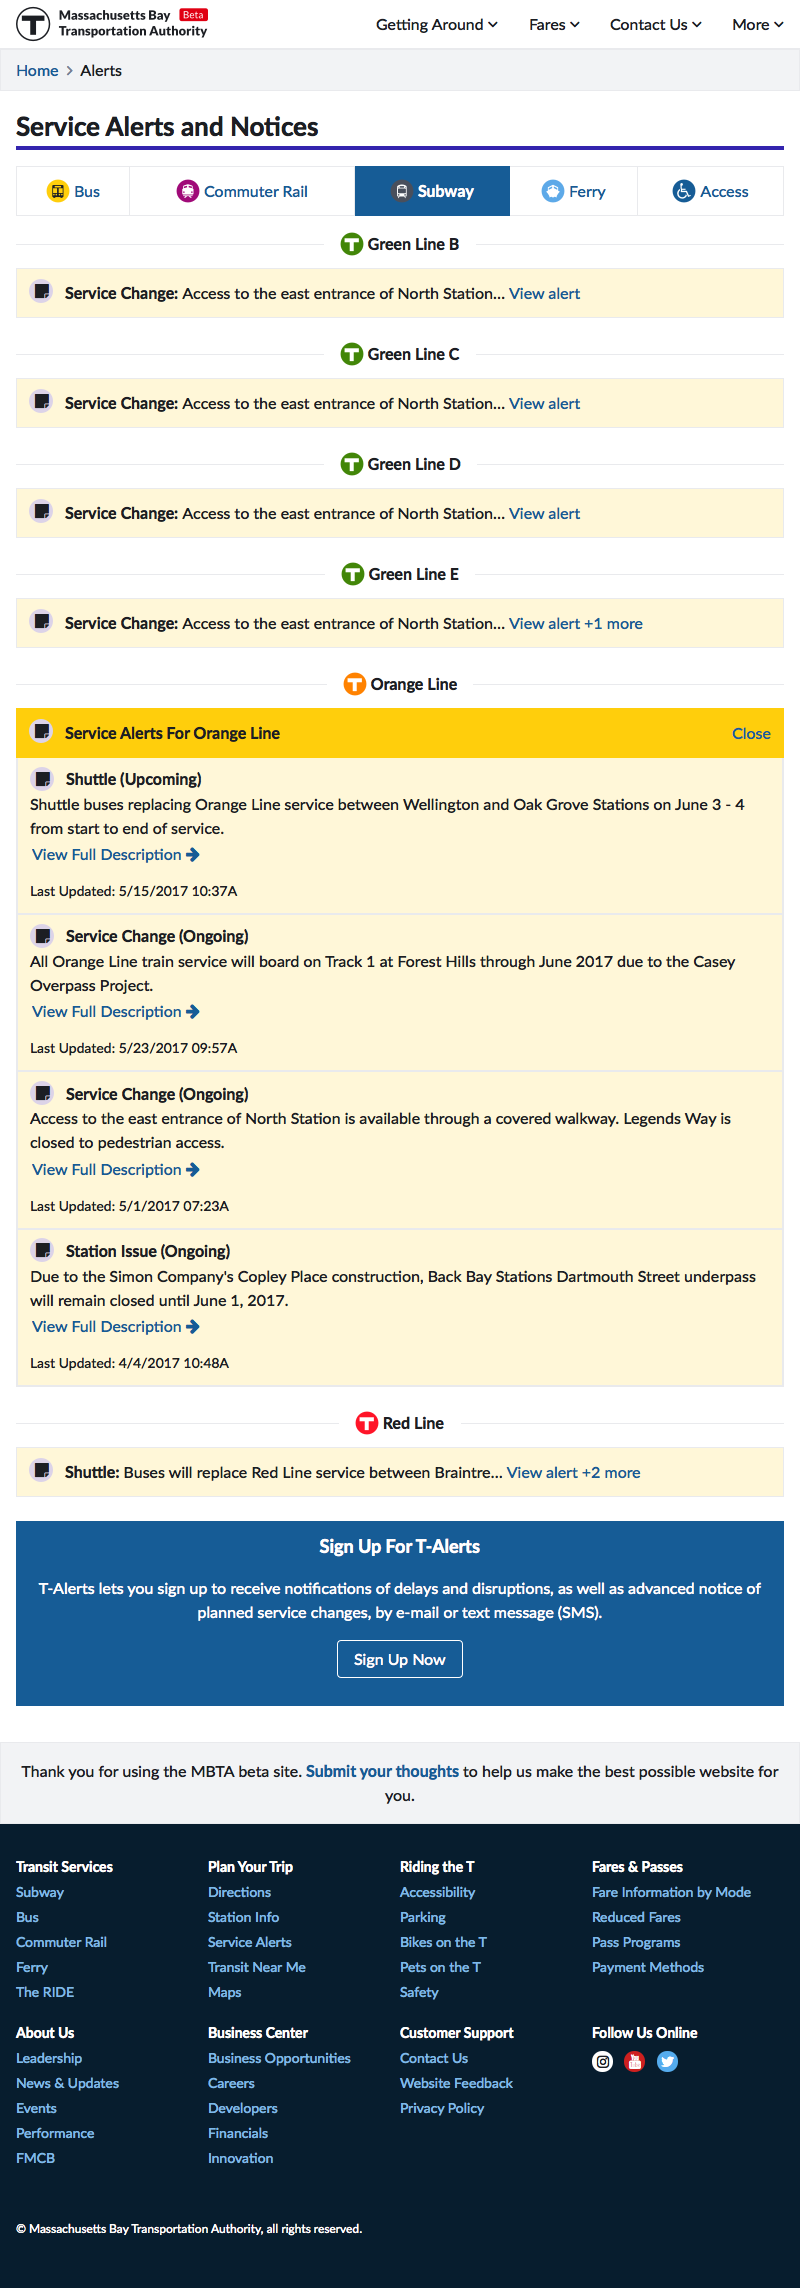 Massachusetts Bay Beta
Transportation Authority
Getting Around Fares Contact Us More
Home > Alerts
Service Alerts and Notices
Bus Commuter Rail Subway Ferry Access
T Green Line B
Service Change: Access to the east entrance of North Station... View alert
T Green Line C
Service Change: Access to the east entrance of North Station... View alert
T Green Line D
Service Change: Access to the east entrance of North Station... View alert
T Green Line E
Service Change: Access to the east entrance of North Station... View alert +1 more
T Orange Line
Service Alerts For Orange Line Close
Shuttle (Upcoming)
Shuttle buses replacing Orange Line service between Wellington and Oak Grove Stations on June 3 - 4
from start to end of service.
View Full Description
Last Updated: 5/15/2017 10:37A
Service Change (Ongoing)
All Orange Line train service will board on Track 1 at Forest Hills through June 2017 due to the Casey
Overpass Project.
View Full Description
Last Updated: 5/23/2017 09:57A
Service Change (Ongoing)
Access to the east entrance of North Station is available through a covered walkway. Legends Way is
closed to pedestrian access.
View Full Description
Last Updated: 5/1/2017 07:23A
Station Issue (Ongoing)
Due to the Simon Company's Copley Place construction, Back Bay Stations Dartmouth Street underpass
will remain closed until June 1, 2017.
View Full Description
Last Updated: 4/4/2017 10:48A
T Red Line
Shuttle: Buses will replace Red Line service between Braintre... View alert +2 more
Sign Up For T-Alerts
T-Alerts lets you sign up to receive notifications of delays and disruptions, as well as advanced notice of
planned service changes, by e-mail or text message (SMS).
Sign Up Now
Thank you for using the MBTA beta site. Submit your thoughts to help us make the best possible website for
you.
Transit Services Plan Your Trip Riding the T Fares & Passes
Subway Directions Accessibility Fare Information by Mode
Bus Station Info Parking Reduced Fares
Commuter Rail Service Alerts Bikes on the T Pass Programs
Ferry Transit Near Me Pets on the T Payment Methods
The RIDE Maps Safety
About Us Business Center Customer Support Follow Us Online
Leadership Business Opportunities Contact Us
News & Updates Careers Website Feedback
Events Developers Privacy Policy
Performance Financials
FMCB Innovation
© Massachusetts Bay Transportation Authority, all rights reserved.